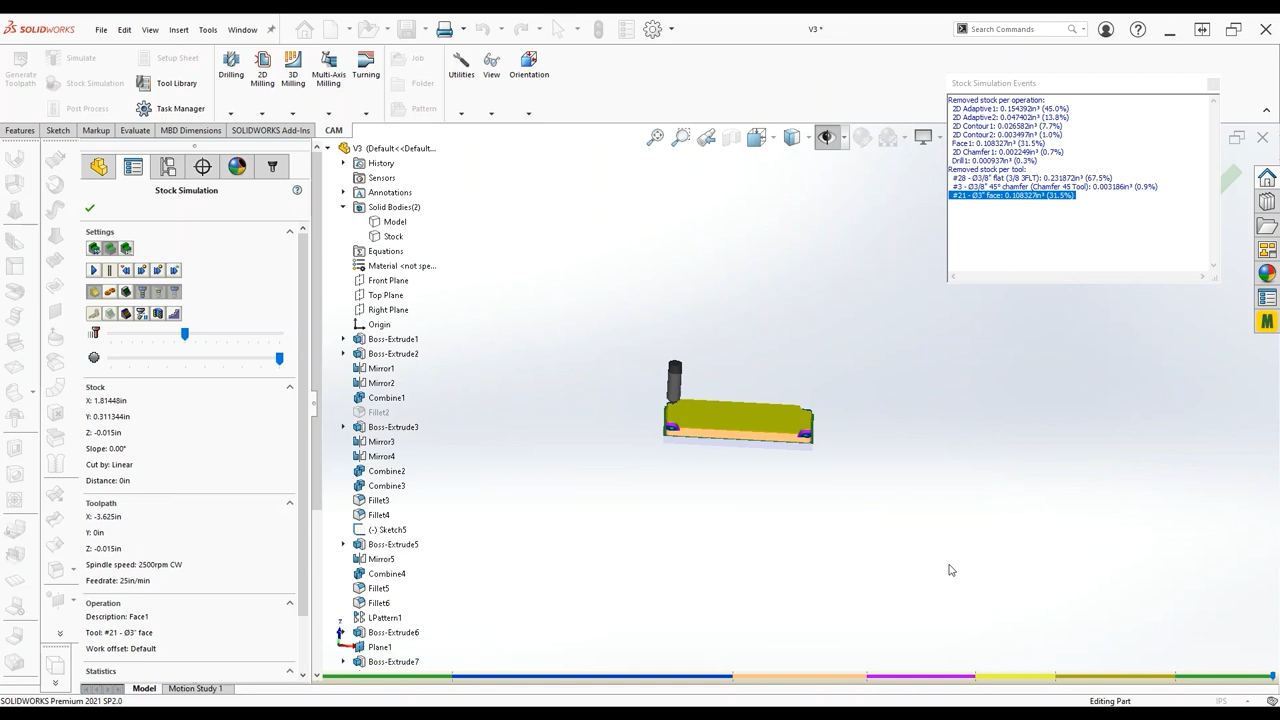 SOLIDWORKS
File
Edit
View
Insert
Tools
Window
V3 *
Search Commands
Generate
Toolpath
Simulate
Stock Simulation
Post Process
Setup Sheet
Tool Library
Task Manager
Drilling
2D
Milling
3D
Milling
Multi-Axis
Milling
Turning
Job
Folder
Pattern
Utilities
View
Orientation
Features
Sketch
Markup
Evaluate
MBD Dimensions
SOLIDWORKS Add-Ins
CAM
Stock Simulation
Settings
Stock
X: 1.81448in
Y: 0.311344in
Z: -0.015in
Slope: 0.00°
Cut by: Linear
Distance: 0in
Toolpath
X: -3.625in
Y: 0in
Z: -0.015in
Spindle speed: 2500rpm CW
Feedrate: 25in/min
Operation
Description: Face1
Tool: #21 - Ø3" face
Work offset: Default
Statistics
V3 (Default<<Default...
History
Sensors
Annotations
Solid Bodies(2)
Model
Stock
Equations
Material <not spe...
Front Plane
Top Plane
Right Plane
Origin
Boss-Extrude1
Boss-Extrude2
Mirror1
Mirror2
Combine1
Fillet2
Boss-Extrude3
Mirror3
Mirror4
Combine2
Combine3
Fillet3
Fillet4
(-) Sketch5
Boss-Extrude5
Mirror5
Combine4
Fillet5
Fillet6
LPattern1
Boss-Extrude6
Plane1
Boss-Extrude7
Stock Simulation Events
Removed stock per operation:
2D Adaptive1: 0.154392in³ (45.0%)
2D Adaptive2: 0.047402in³ (13.8%)
2D Contour1: 0.026582in³ (7.7%)
2D Contour2: 0.003497in³ (1.0%)
Face1: 0.108327in³ (31.5%)
2D Chamfer1: 0.002249in³ (0.7%)
Drill1: 0.000937in³ (0.3%)
Removed stock per tool:
#28 - Ø3/8" flat (3/8 3FLT): 0.231872in³ (67.5%)
#3 - Ø3/8" 45° chamfer (Chamfer 45 Tool): 0.003186in³ (0.9%)
#21 - Ø3" face: 0.108327in³ (31.5%)
Z
M
Model
Motion Study 1
SOLIDWORKS Premium 2021 SP2.0
Editing Part
IPS